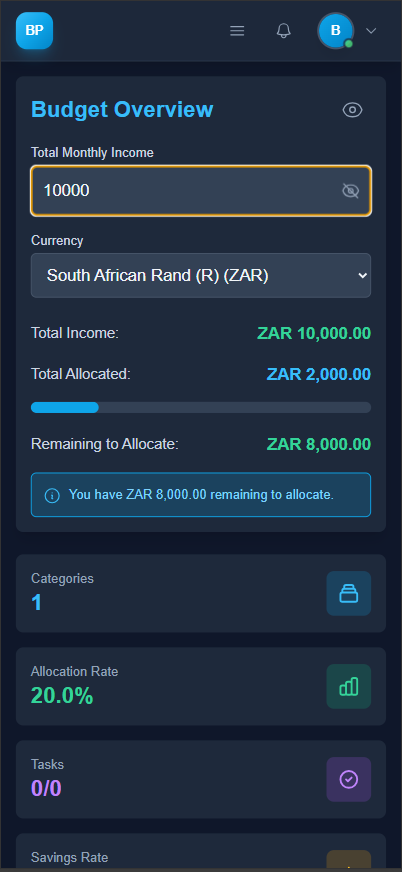 BP
B
Budget Overview
Total Monthly Income
10000
Currency
South African Rand (R) (ZAR)
Total Income: ZAR 10,000.00
Total Allocated: ZAR 2,000.00
Remaining to Allocate: ZAR 8,000.00
You have ZAR 8,000.00 remaining to allocate.
Categories
1
Allocation Rate
20.0%
Tasks
0/0
Savings Rate